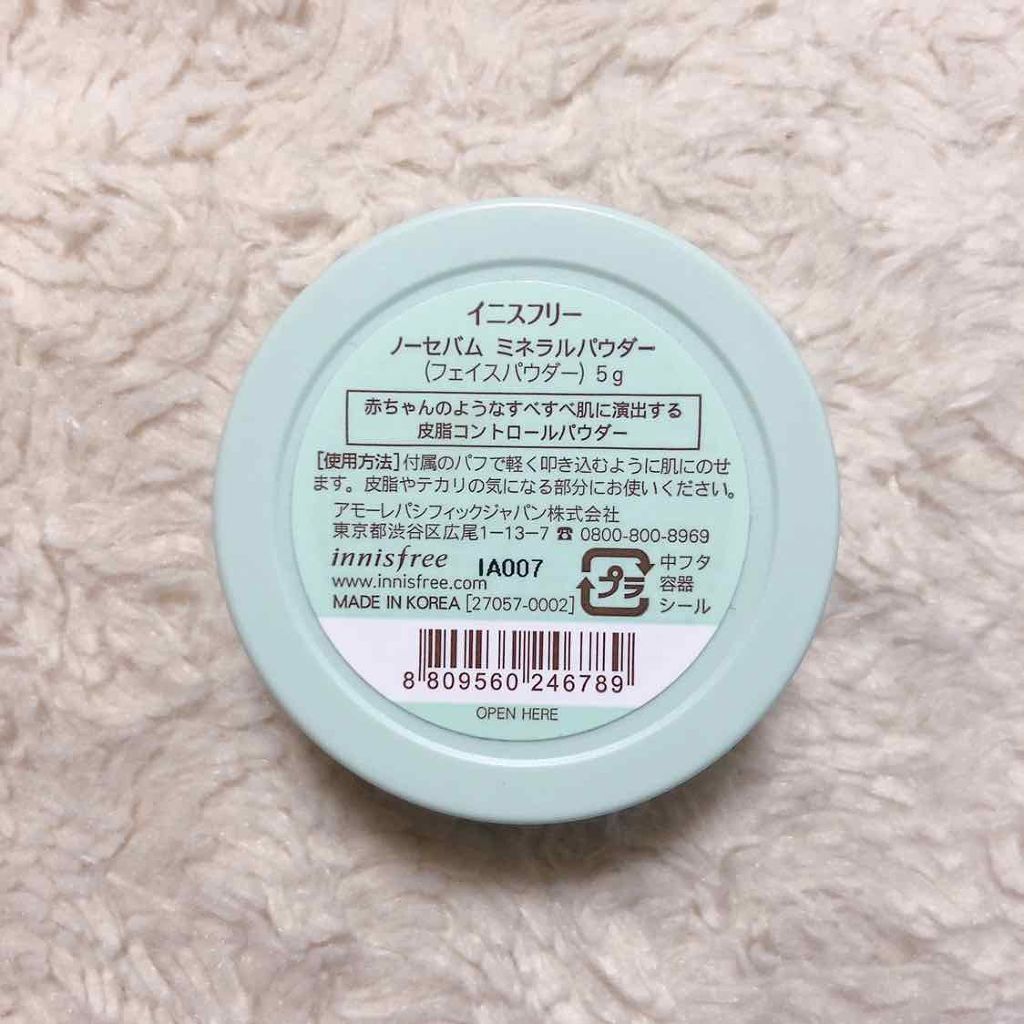 イニスフリー
ノーセバム ミネラルパウダー
(フェイスパウダー) 5g
赤ちゃんのようなすべすべ肌に演出する
皮脂コントロールパウダー
[使用方法]付属のパフで軽く叩き込むように肌にのせ
ます。皮脂やテカリの気になる部分にお使いください。
アモーレパシフィックジャパン株式会社
東京都渋谷区広尾1-13-7 ☎ 0800-800-8969
innisfree IA007
www.innisfree.com
MADE IN KOREA [27057-0002]
プラ
中フタ
容器
シール
8 809560 246789
OPEN HERE